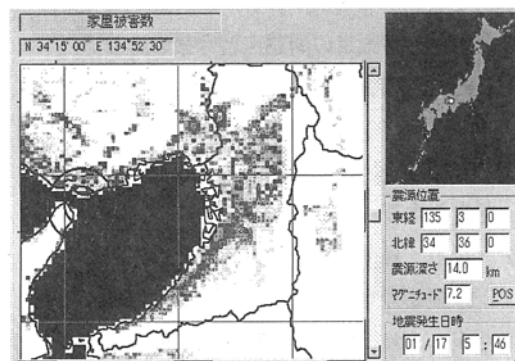 家屋被害数
N 34°15'00" E 134°52'30"
震源位置
東経 135 3 0
北緯 34 36 0
震源深さ 14.0 km
マグニチュード 7.2 POS
地震発生日時
01 / 17 5 : 46